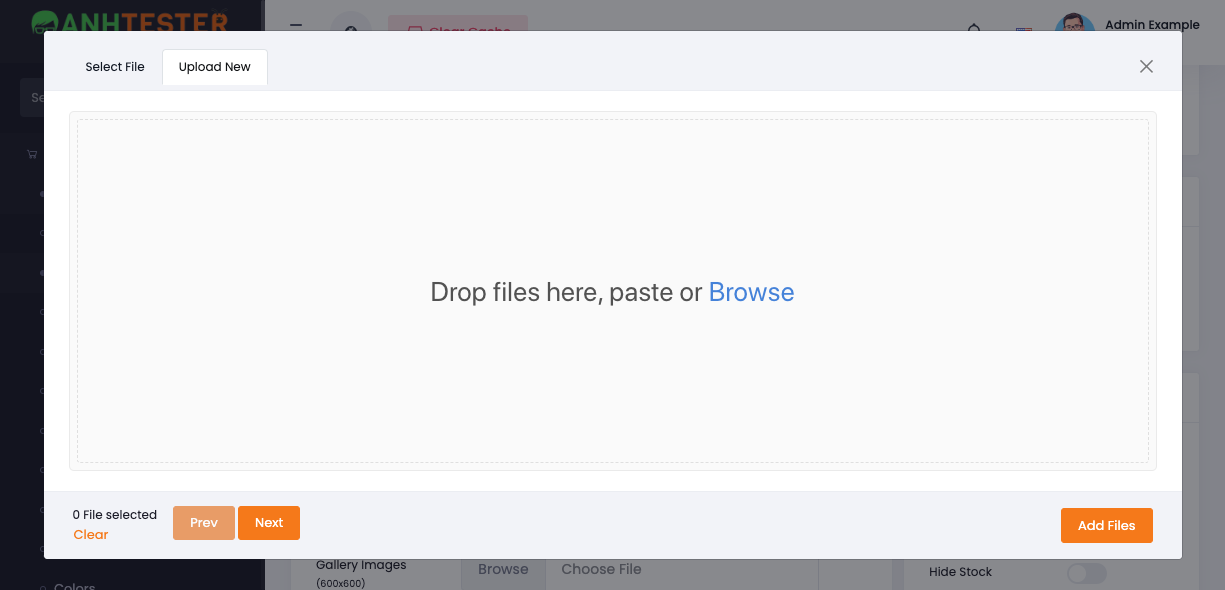 ANHTESTER
Clear Cache
Admin Example
Select File
Upload New
Se
Drop files here, paste or Browse
0 File selected
Clear
Prev
Next
Add Files
Gallery Images
(600x600)
Browse
Choose File
Hide Stock
Colors